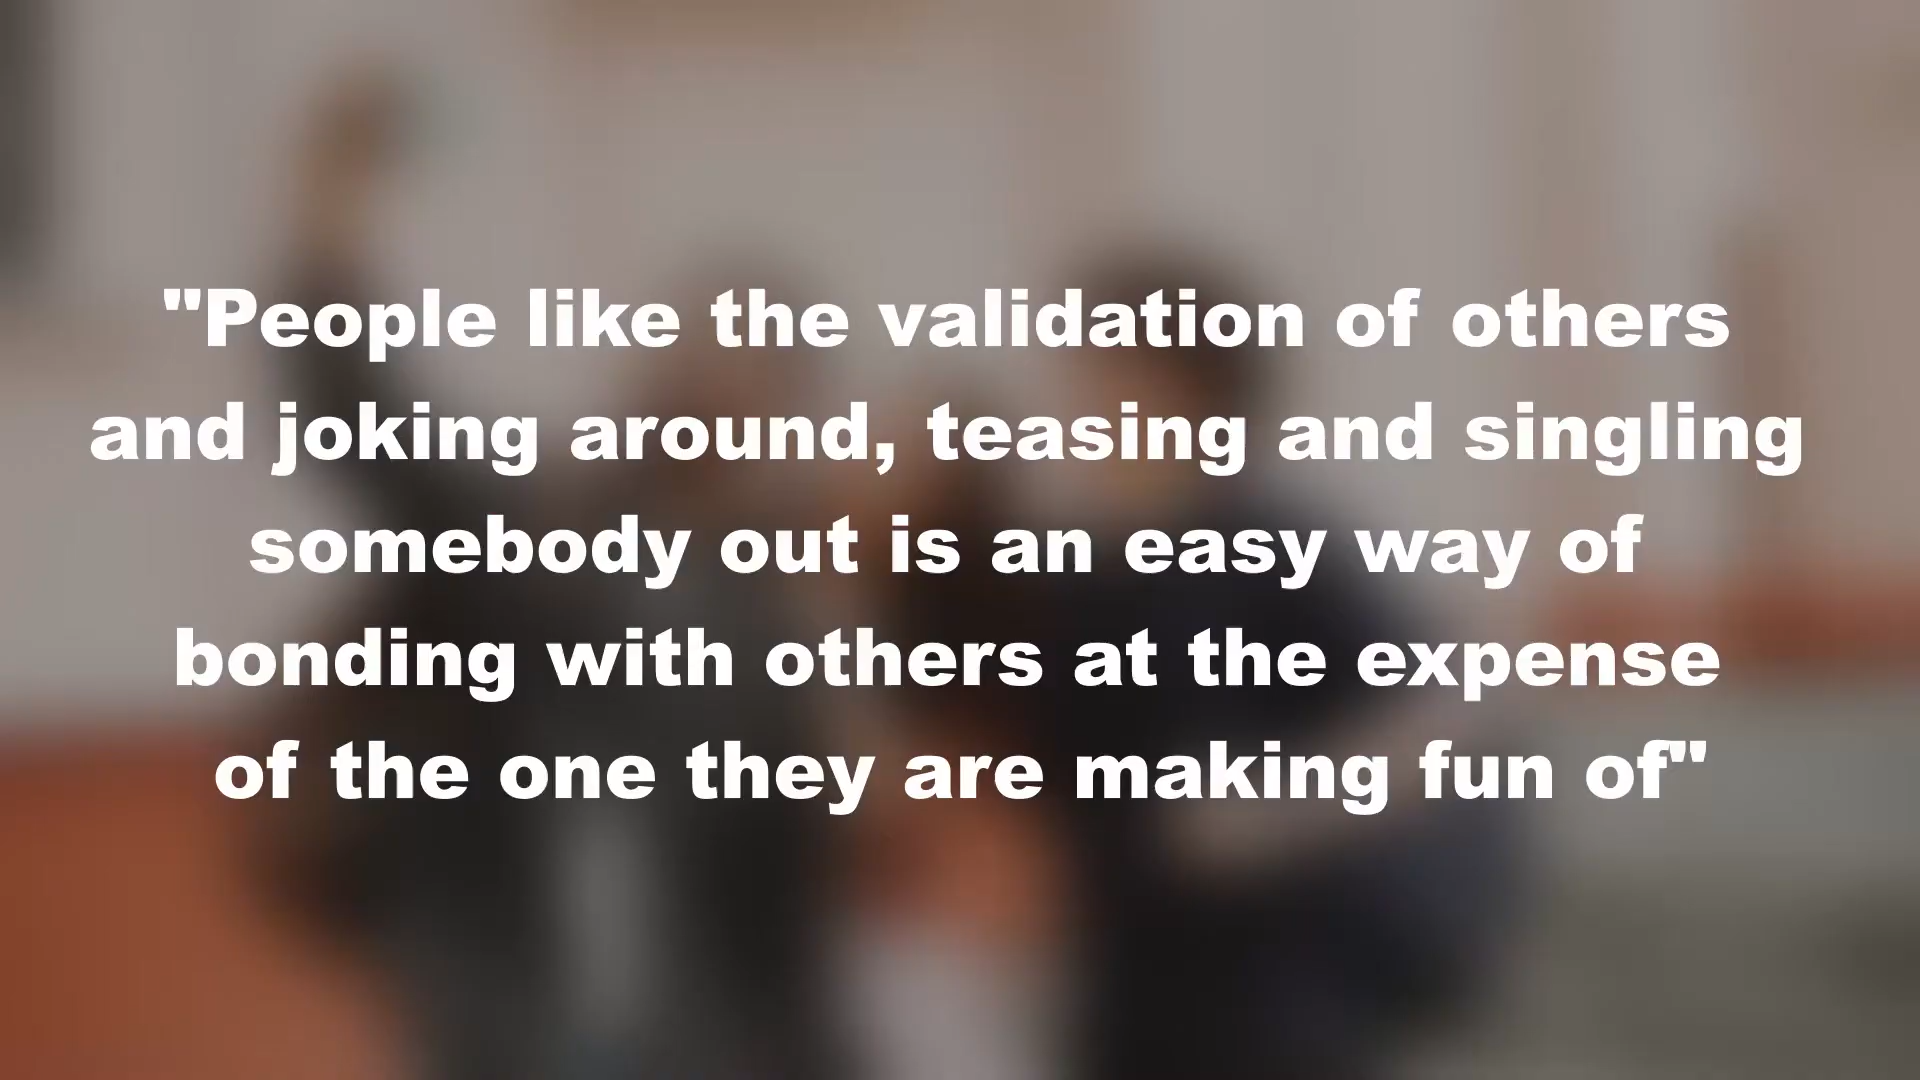 "People like the validation of others
and joking around, teasing and singling
somebody out is an easy way of
bonding with others at the expense
of the one they are making fun of"